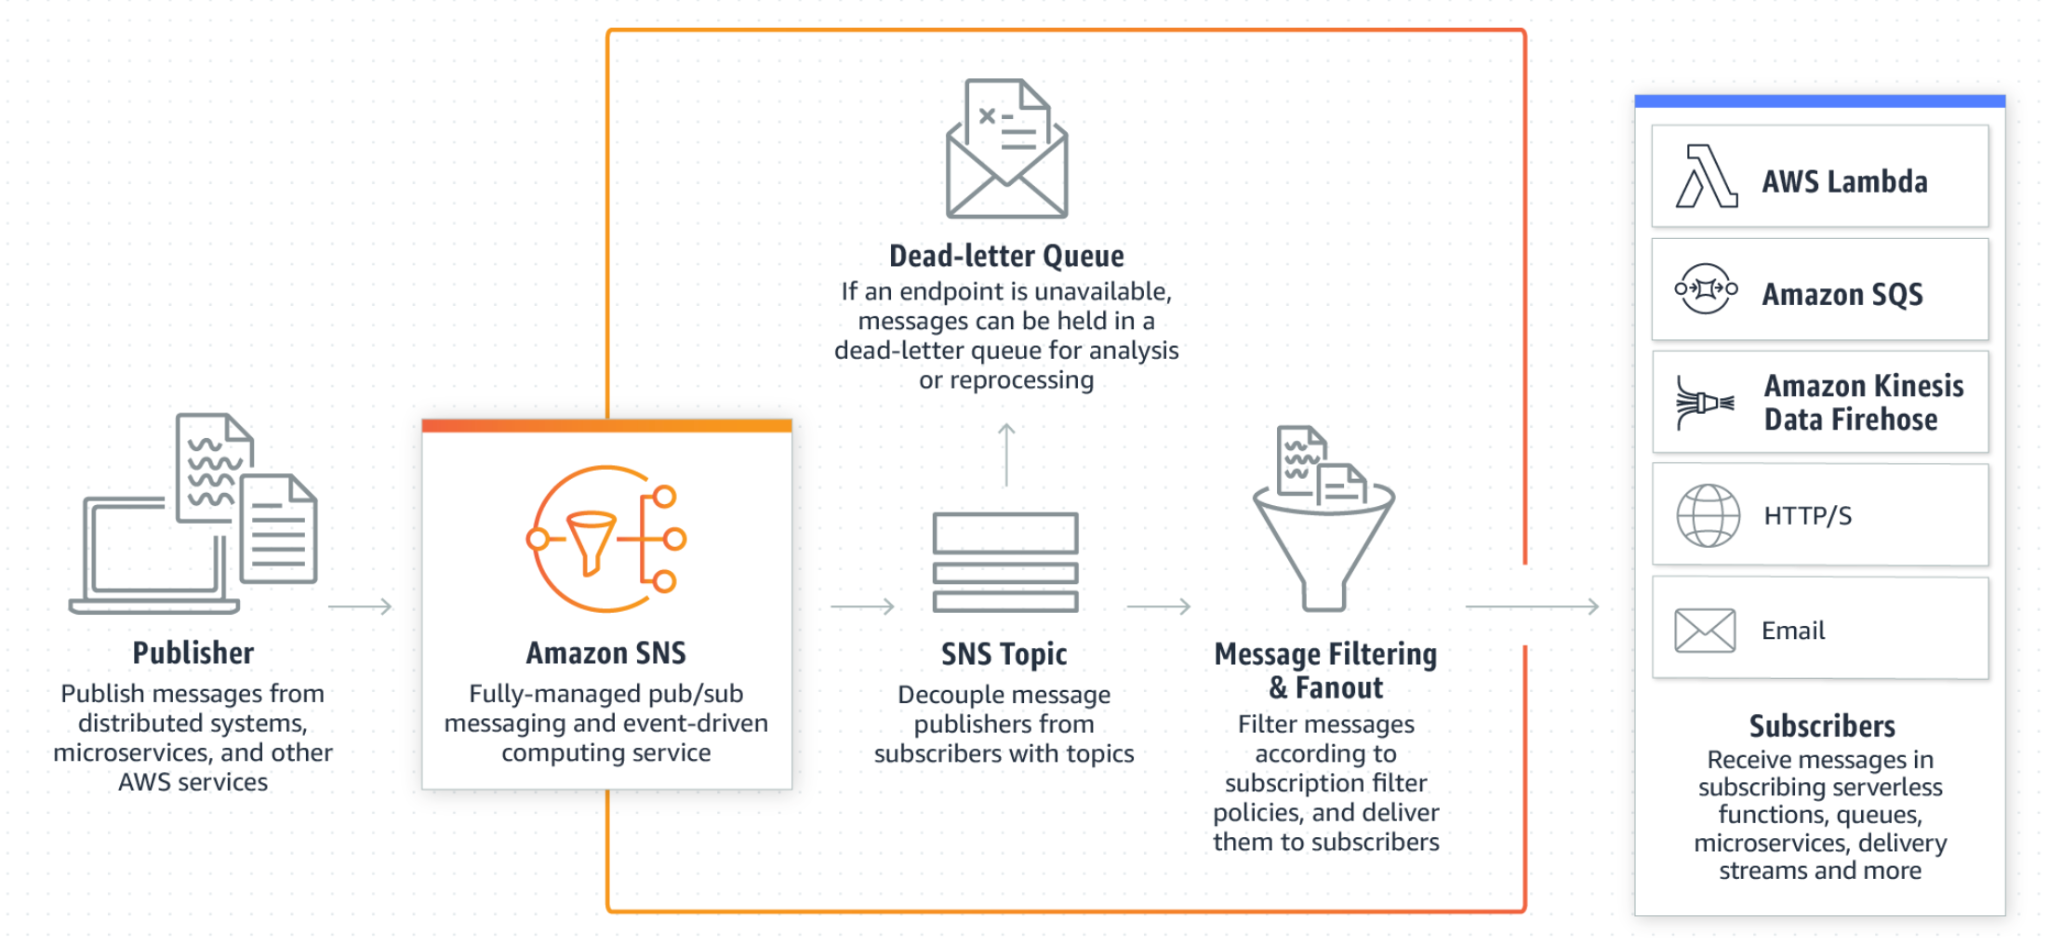 Publisher
Publish messages from
distributed systems,
microservices, and other
AWS services
Amazon SNS
Fully-managed pub/sub
messaging and event-driven
computing service
Dead-letter Queue
If an endpoint is unavailable,
messages can be held in a
dead-letter queue for analysis
or reprocessing
SNS Topic
Decouple message
publishers from
subscribers with topics
Message Filtering
& Fanout
Filter messages
according to
subscription filter
policies, and deliver
them to subscribers
AWS Lambda
Amazon SQS
Amazon Kinesis
Data Firehose
HTTP/S
Email
Subscribers
Receive messages in
subscribing serverless
functions, queues,
microservices, delivery
streams and more